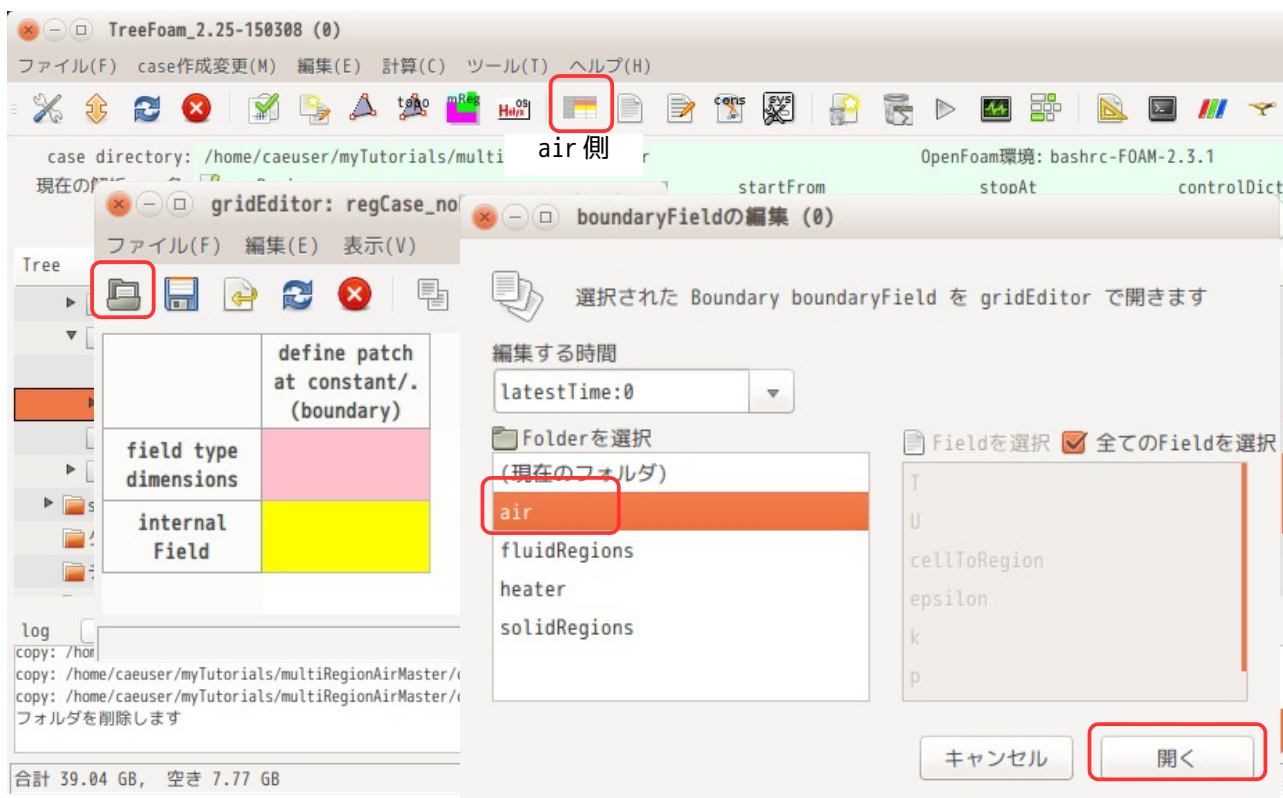 TreeFoam_2.25-150308 (0)
ファイル(F) case作成変更(M) 編集(E) 計算(C) ツール(T) ヘルプ(H)
topo
mReg
Helyx OS
cons
sys
air側
case directory: /home/caeuser/myTutorials/multi
r
OpenFoam環境: bashrc-FOAM-2.3.1
現在の解析
startFrom
stopAt
controlDict
gridEditor: regCase_no
ファイル(F) 編集(E) 表示(V)
define patch
at constant/.
(boundary)
field type
dimensions
internal
Field
boundaryFieldの編集 (0)
選択された Boundary boundaryField を gridEditor で開きます
編集する時間
latestTime:0
Folderを選択
(現在のフォルダ)
air
fluidRegions
heater
solidRegions
Fieldを選択
全てのFieldを選択
T
U
cellToRegion
epsilon
k
p
キャンセル
開く
Tree
s
log
copy: /hom
copy: /home/caeuser/myTutorials/multiRegionAirMaster/
copy: /home/caeuser/myTutorials/multiRegionAirMaster/
フォルダを削除します
合計 39.04 GB, 空き 7.77 GB